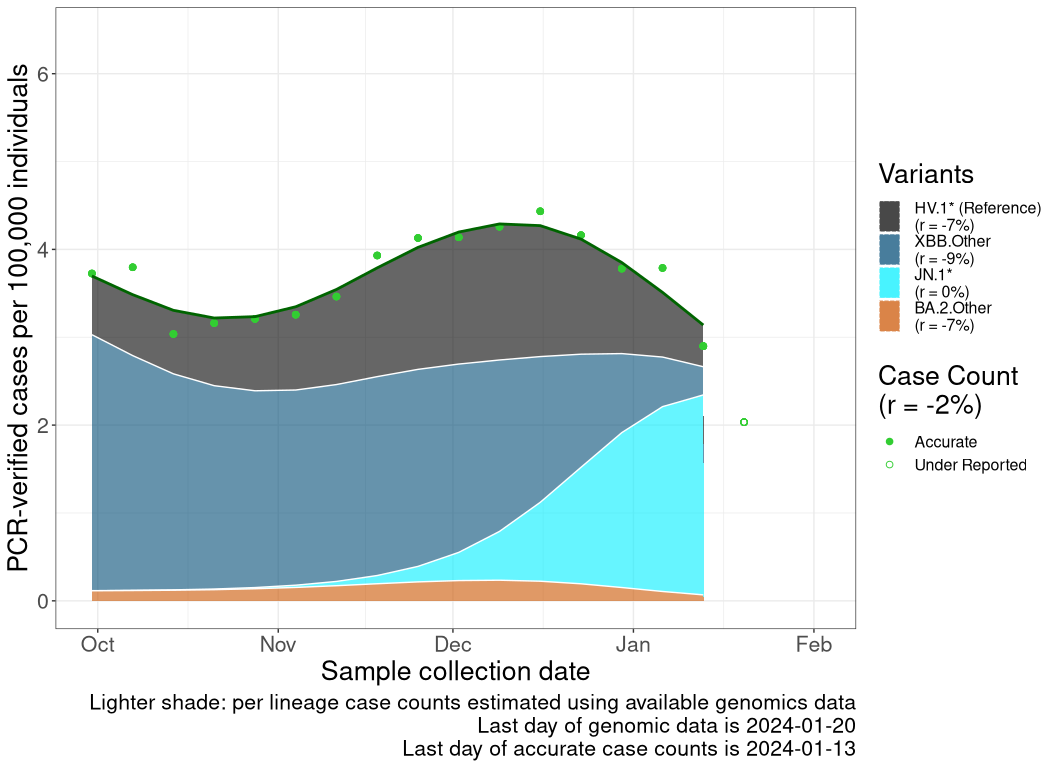 PCR-verified cases per 100,000 individuals
6
4
2
0
Oct
Nov
Dec
Jan
Feb
Sample collection date
Lighter shade: per lineage case counts estimated using available genomics data
Last day of genomic data is 2024-01-20
Last day of accurate case counts is 2024-01-13
Variants
HV.1* (Reference)
(r = -7%)
XBB.Other
(r = -9%)
JN.1*
(r = 0%)
BA.2.Other
(r = -7%)
Case Count
(r = -2%)
Accurate
Under Reported